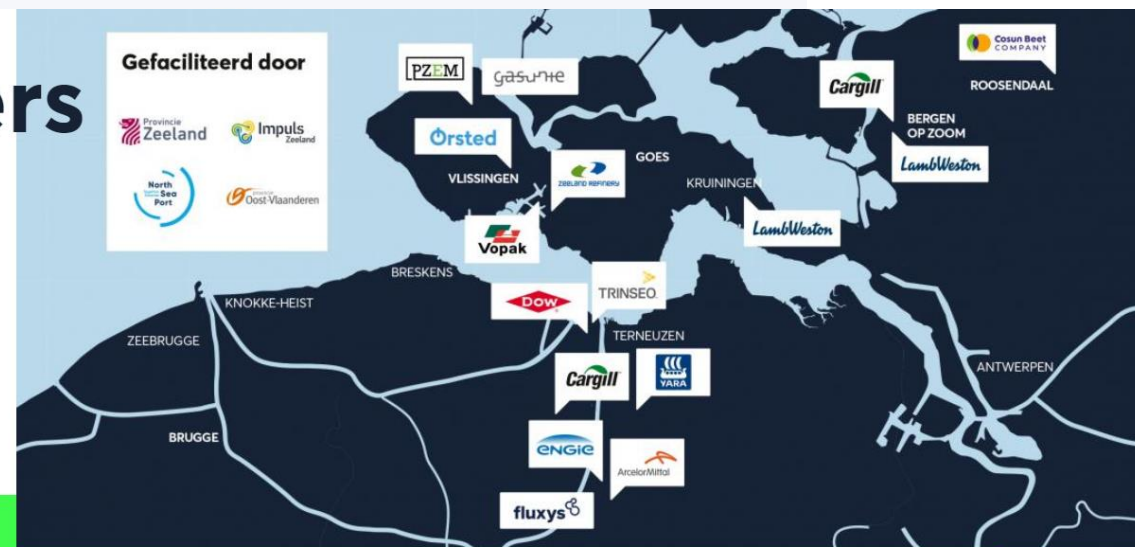 ers
Gefaciliteerd door
Provincie
Zeeland
Impuls
Zeeland
North
Sea
Port
provincie
Oost-Vlaanderen
PZEM
gasunie
Ørsted
VLISSINGEN
ZEELAND REFINERY
GOES
Vopak
KRUININGEN
LambWeston
Cargill
BERGEN
OP ZOOM
LambWeston
Cosun Beet
COMPANY
ROOSENDAAL
BRESKENS
KNOKKE-HEIST
ZEEBRUGGE
BRUGGE
DOW
TRINSEO
TERNEUZEN
Cargill
YARA
ENGIE
ArcelorMittal
fluxys
ANTWERPEN